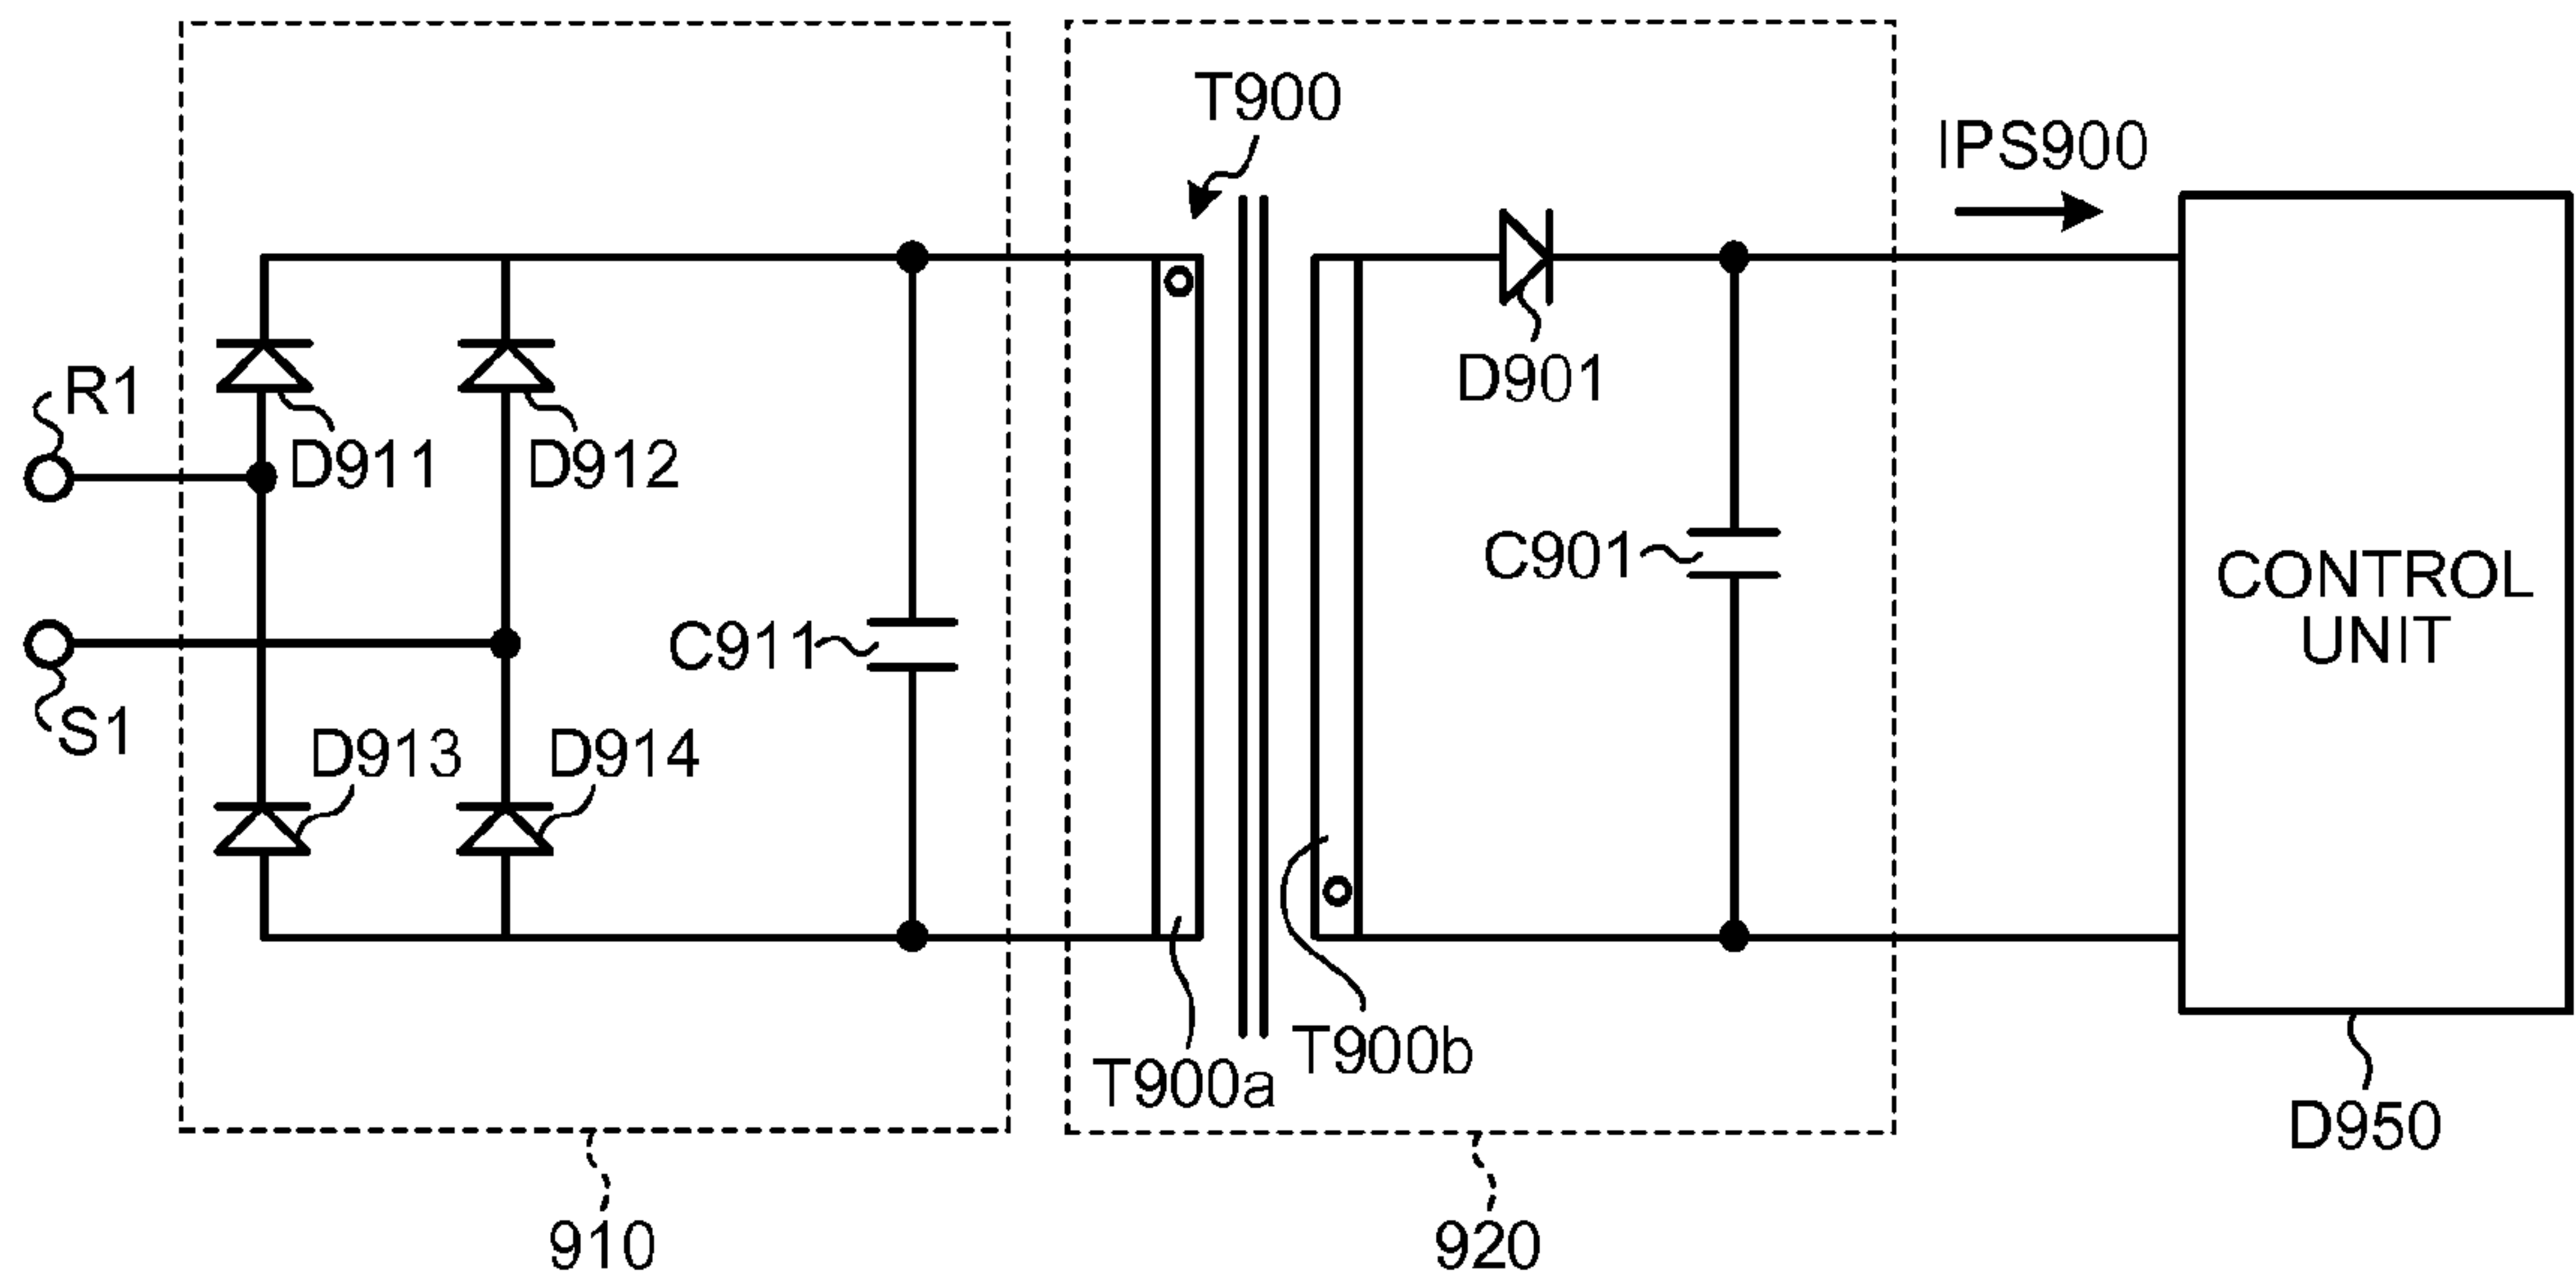 T900
IPS900
R1
D911
D912
D901
C901
CONTROL
UNIT
C911
S1
D913
D914
T900a
T900b
D950
910
920